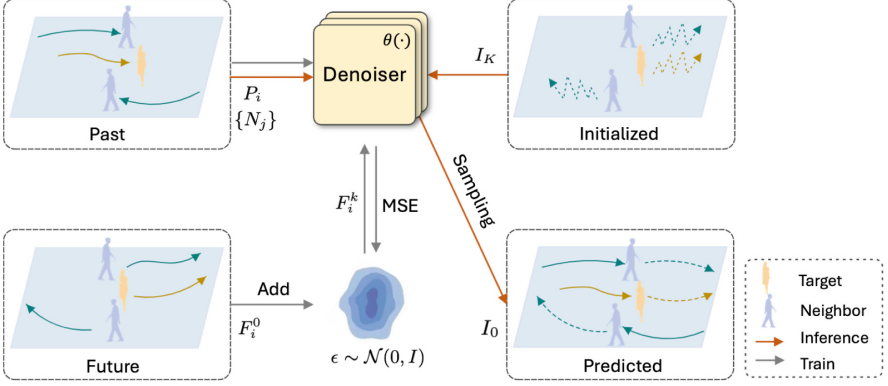 θ(·)
Denoiser
P_i
{N_j}
I_K
Past
Initialized
F_i^k
MSE
Sampling
Add
F_i^0
ϵ ∼ 𝒩(0, I)
I_0
Future
Predicted
Target
Neighbor
Inference
Train